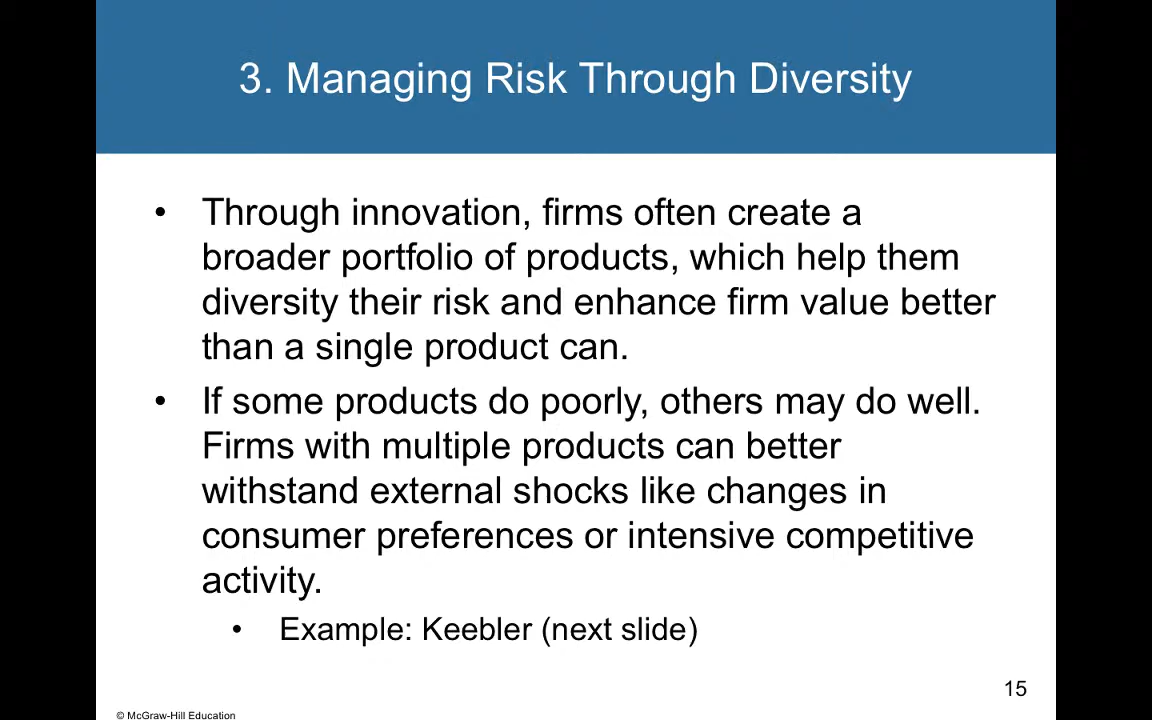 3. Managing Risk Through Diversity
• Through innovation, firms often create a
broader portfolio of products, which help them
diversity their risk and enhance firm value better
than a single product can.
• If some products do poorly, others may do well.
Firms with multiple products can better
withstand external shocks like changes in
consumer preferences or intensive competitive
activity.
• Example: Keebler (next slide)
15
© McGraw-Hill Education